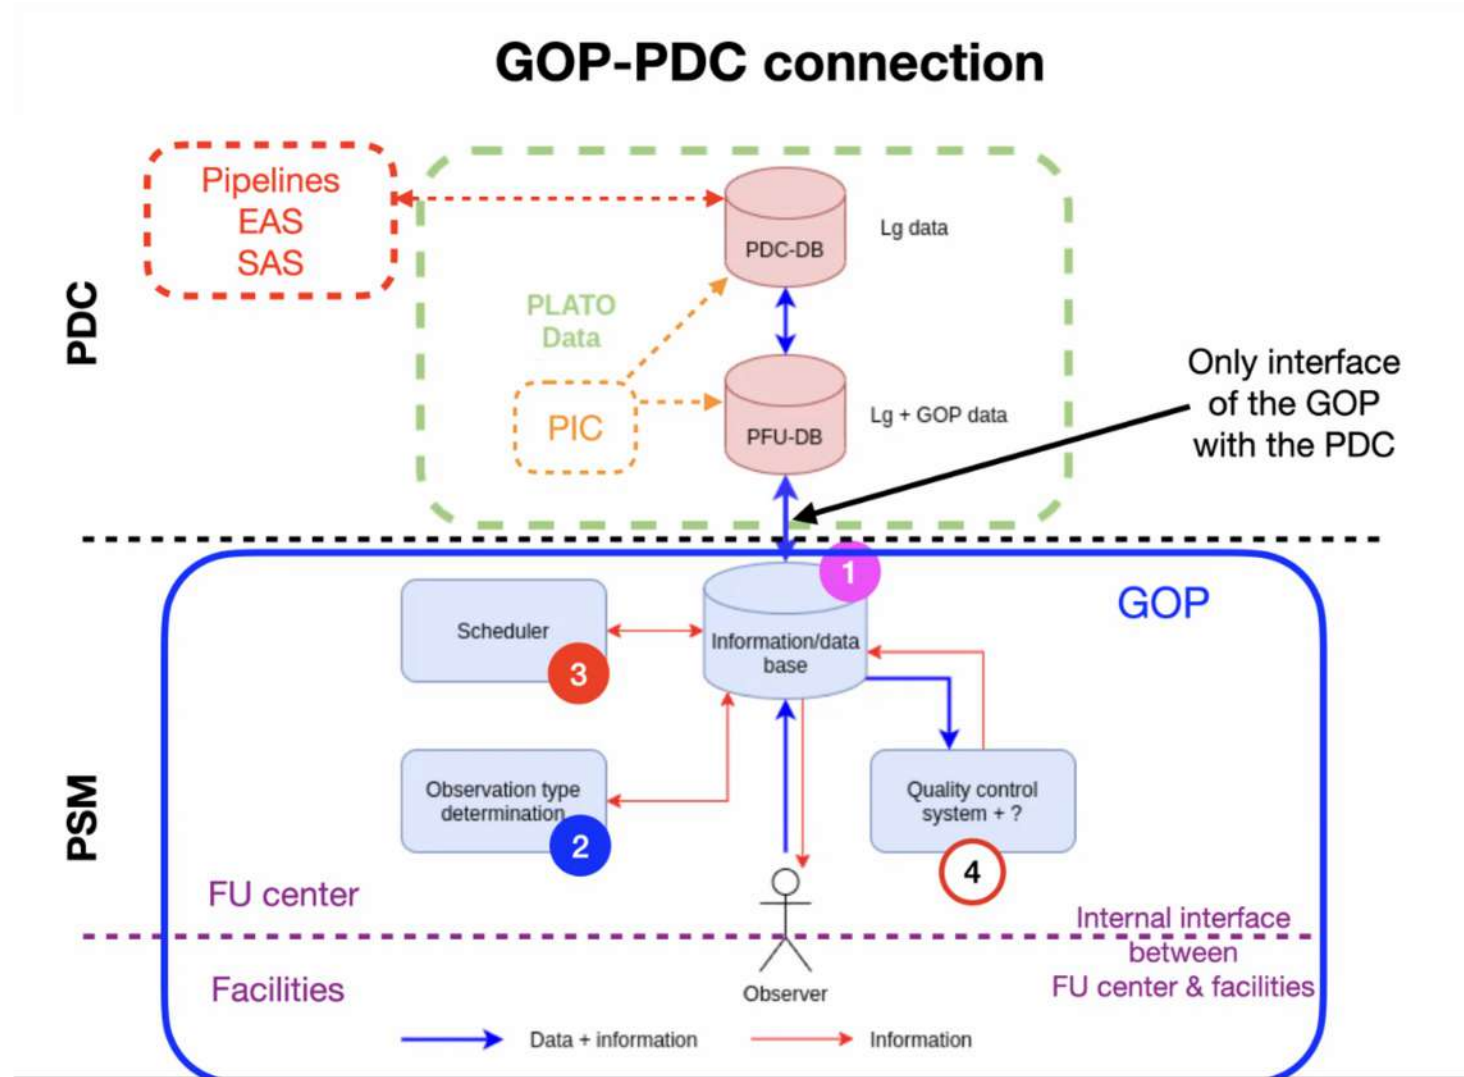 GOP-PDC connection
Pipelines
EAS
SAS
PDC-DB
Lg data
PLATO
Data
PDC
Only interface
of the GOP
with the PDC
PIC
PFU-DB
Lg + GOP data
1
GOP
Scheduler
3
Information/data
base
PSM
Observation type
determination
2
Quality control
system + ?
4
FU center
Internal interface
between
FU center & facilities
Facilities
Observer
Data + information
Information